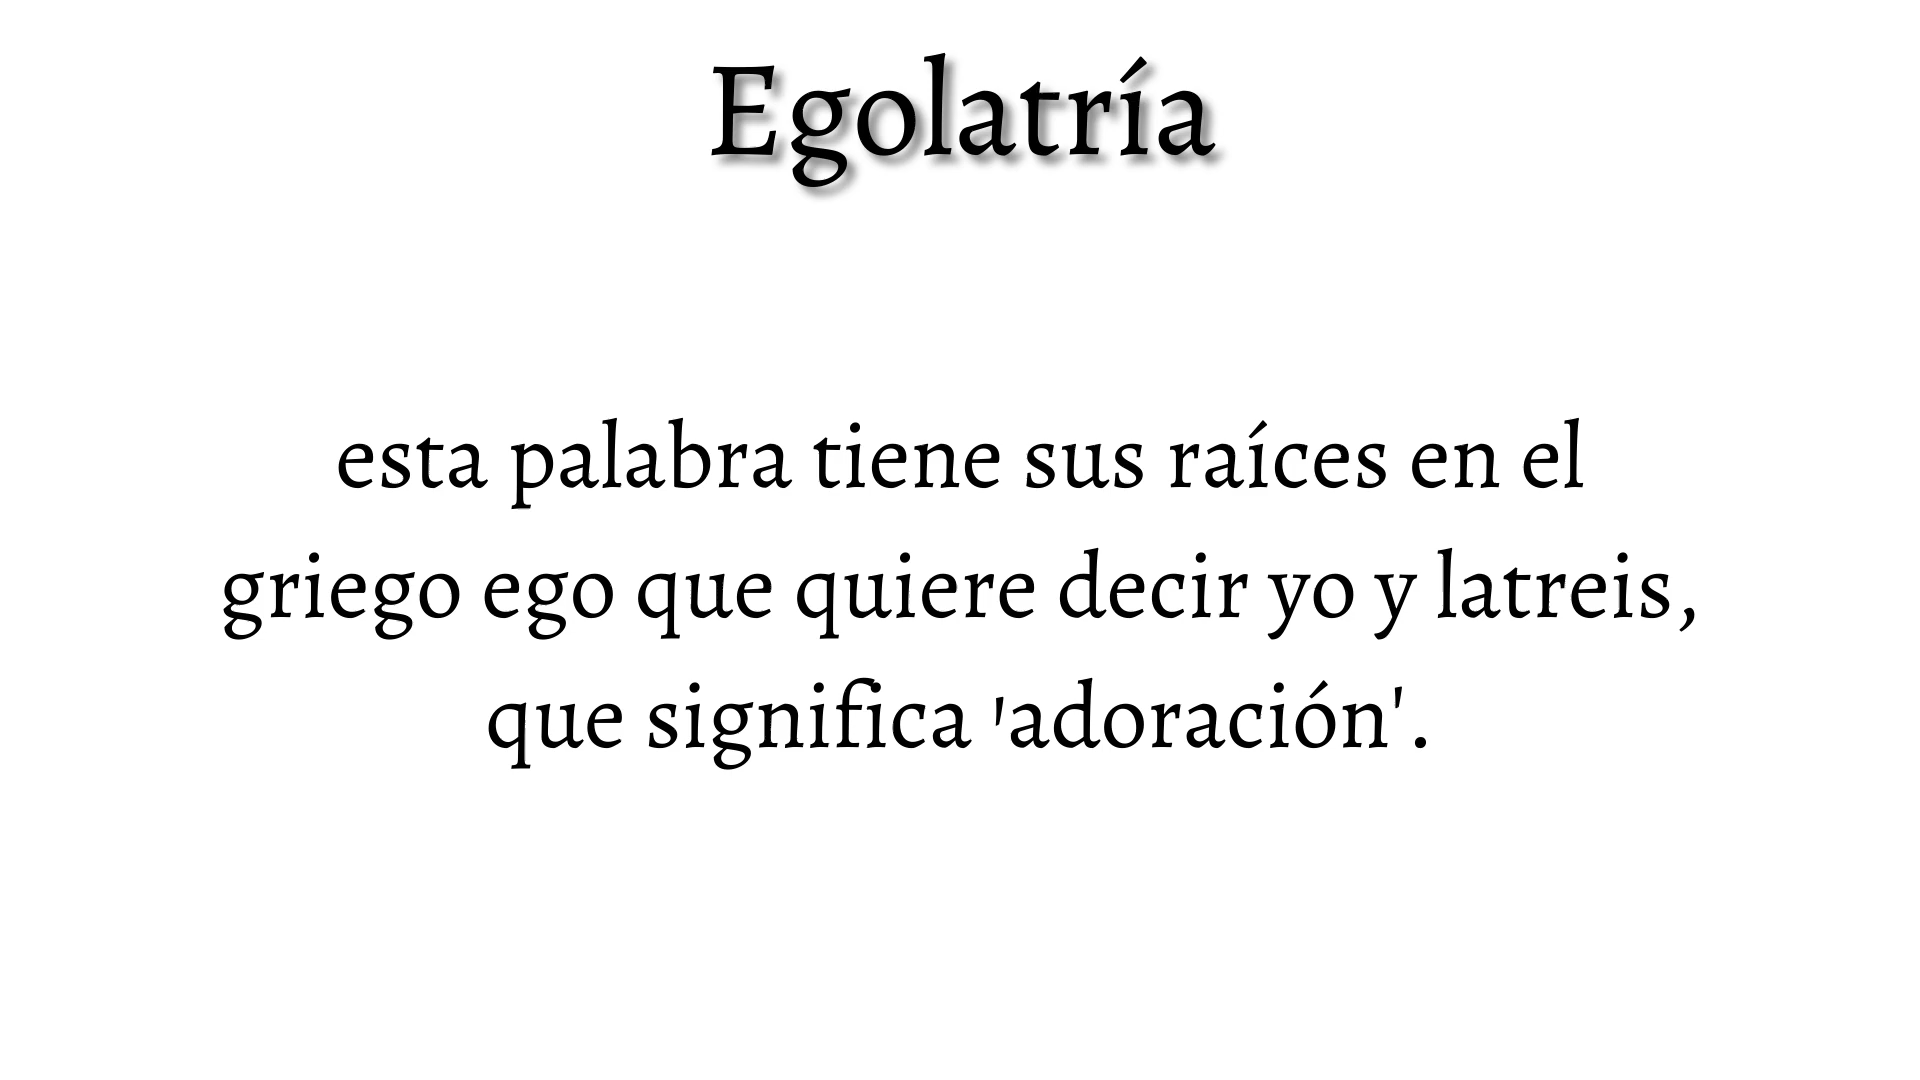 Egolatría
esta palabra tiene sus raíces en el
griego ego que quiere decir yo y latreis,
que significa 'adoración'.